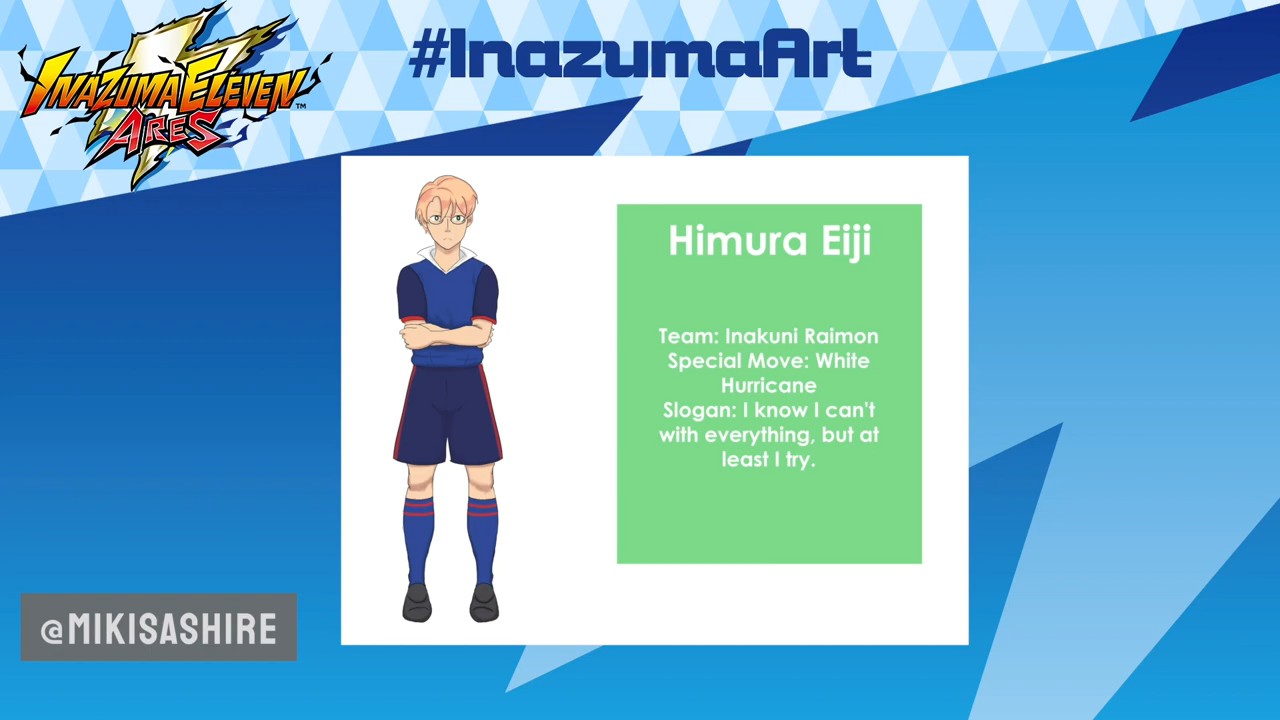 INAZUMA ELEVEN™
ARES
#InazumaArt
Himura Eiji
Team: Inakuni Raimon
Special Move: White
Hurricane
Slogan: I know I can't
with everything, but at
least I try.
@MIKISASHIRE